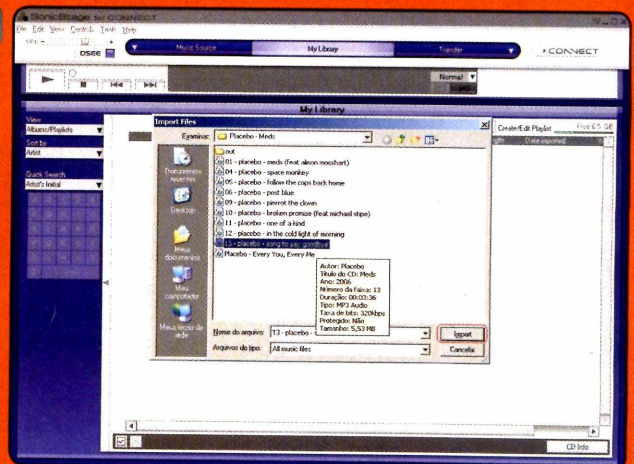 SonicStage for CONNECT
File Edit View Controls Tools Help
VOL
DSEE
Music Source
My Library
Transfer
CONNECT
Normal
My Library
View
Albums/Playlists
Sort by
Artist
Quick Search
Artist's Initial
Create/Edit Playlist
Free 6.5 GB
Date imported
Import Files
Examinar:
Placebo - Meds
Documentos recentes
Desktop
Meus documentos
Meu computador
Meus locais de rede
out
01 - placebo - meds (feat alison mosshart)
04 - placebo - space monkey
05 - placebo - follow the cops back home
06 - placebo - post blue
09 - placebo - pierrot the clown
10 - placebo - broken promise (feat michael stipe)
11 - placebo - one of a kind
12 - placebo - in the cold light of morning
13 - placebo - song to say goodbye
Placebo - Every You, Every Me
Autor: Placebo
Título do CD: Meds
Ano: 2006
Número da faixa: 13
Duração: 00:03:36
Tipo: MP3 Audio
Taxa de bits: 320kbps
Protegido: Não
Tamanho: 5,53 MB
Nome do arquivo:
13 - placebo -
Import
Arquivos do tipo:
All music files
Cancelar
CD Info